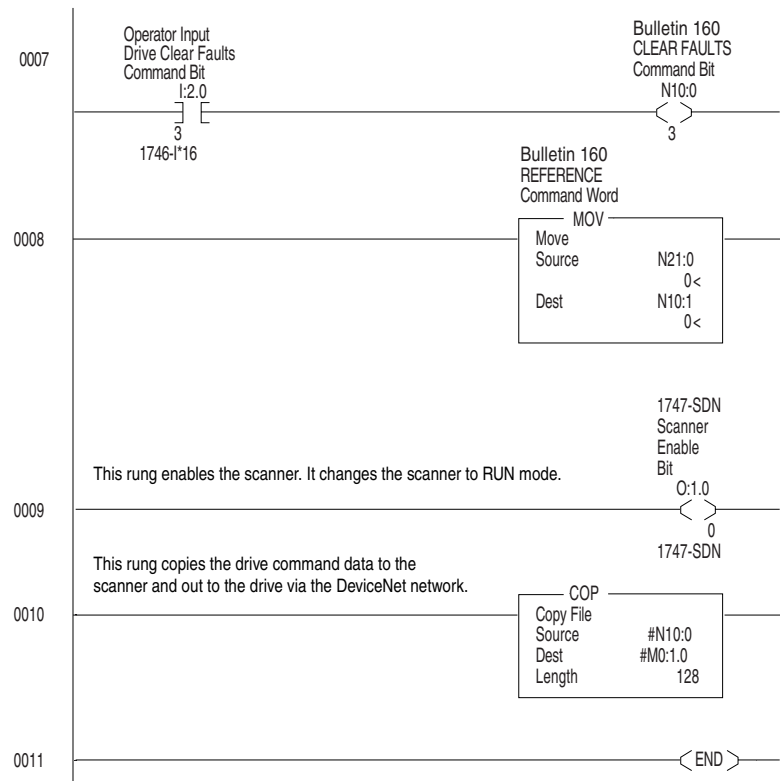 0007
Operator Input
Drive Clear Faults
Command Bit
I:2.0
3
1746-I*16
Bulletin 160
CLEAR FAULTS
Command Bit
N10:0
3
0008
Bulletin 160
REFERENCE
Command Word
MOV
Move
Source N21:0
0<
Dest N10:1
0<
This rung enables the scanner. It changes the scanner to RUN mode.
0009
1747-SDN
Scanner
Enable
Bit
O:1.0
0
1747-SDN
This rung copies the drive command data to the
scanner and out to the drive via the DeviceNet network.
0010
COP
Copy File
Source #N10:0
Dest #M0:1.0
Length 128
0011
END